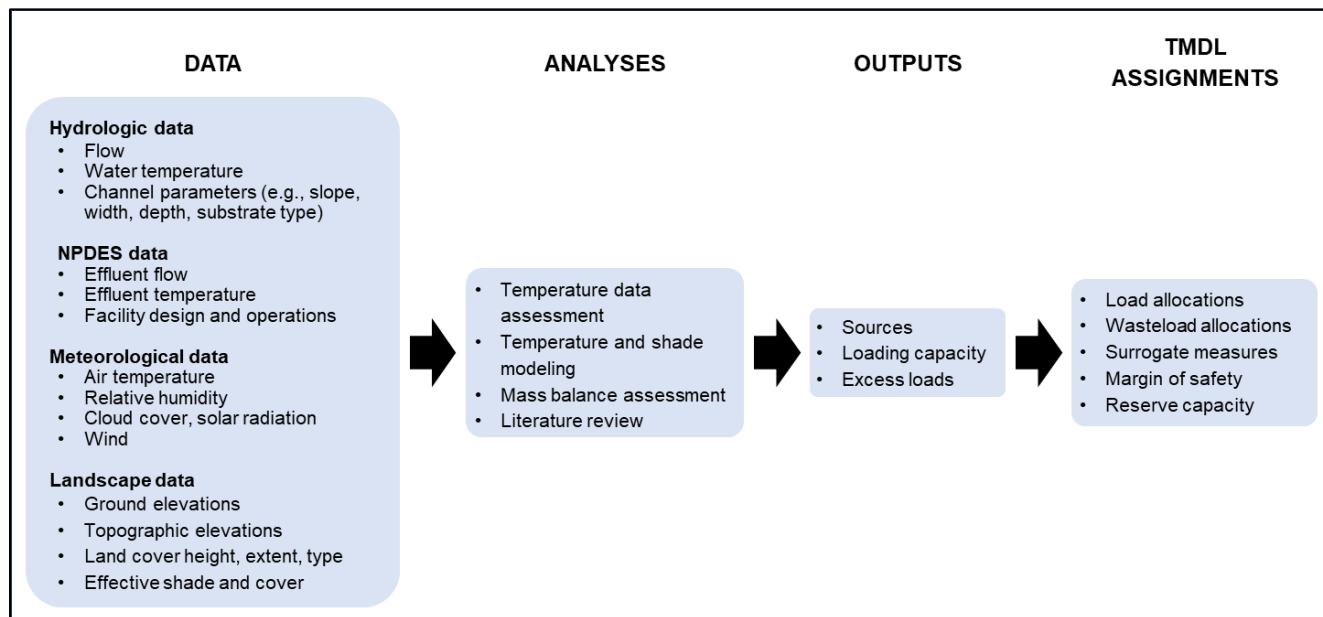 DATA
Hydrologic data
• Flow
• Water temperature
• Channel parameters (e.g., slope,
width, depth, substrate type)
NPDES data
• Effluent flow
• Effluent temperature
• Facility design and operations
Meteorological data
• Air temperature
• Relative humidity
• Cloud cover, solar radiation
• Wind
Landscape data
• Ground elevations
• Topographic elevations
• Land cover height, extent, type
• Effective shade and cover
ANALYSES
• Temperature data
assessment
• Temperature and shade
modeling
• Mass balance assessment
• Literature review
OUTPUTS
• Sources
• Loading capacity
• Excess loads
TMDL
ASSIGNMENTS
• Load allocations
• Wasteload allocations
• Surrogate measures
• Margin of safety
• Reserve capacity